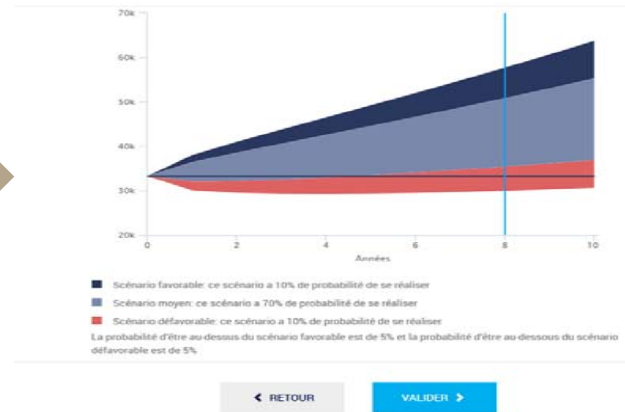 70k
60k
50k
40k
30k
20k
0 2 4 6 8 10
Années
Scénario favorable: ce scénario a 10% de probabilité de se réaliser
Scénario moyen: ce scénario a 70% de probabilité de se réaliser
Scénario défavorable: ce scénario a 10% de probabilité de se réaliser
La probabilité d'être au-dessus du scénario favorable est de 5% et la probabilité d'être au-dessous du scénario
défavorable est de 5%
RETOUR
VALIDER